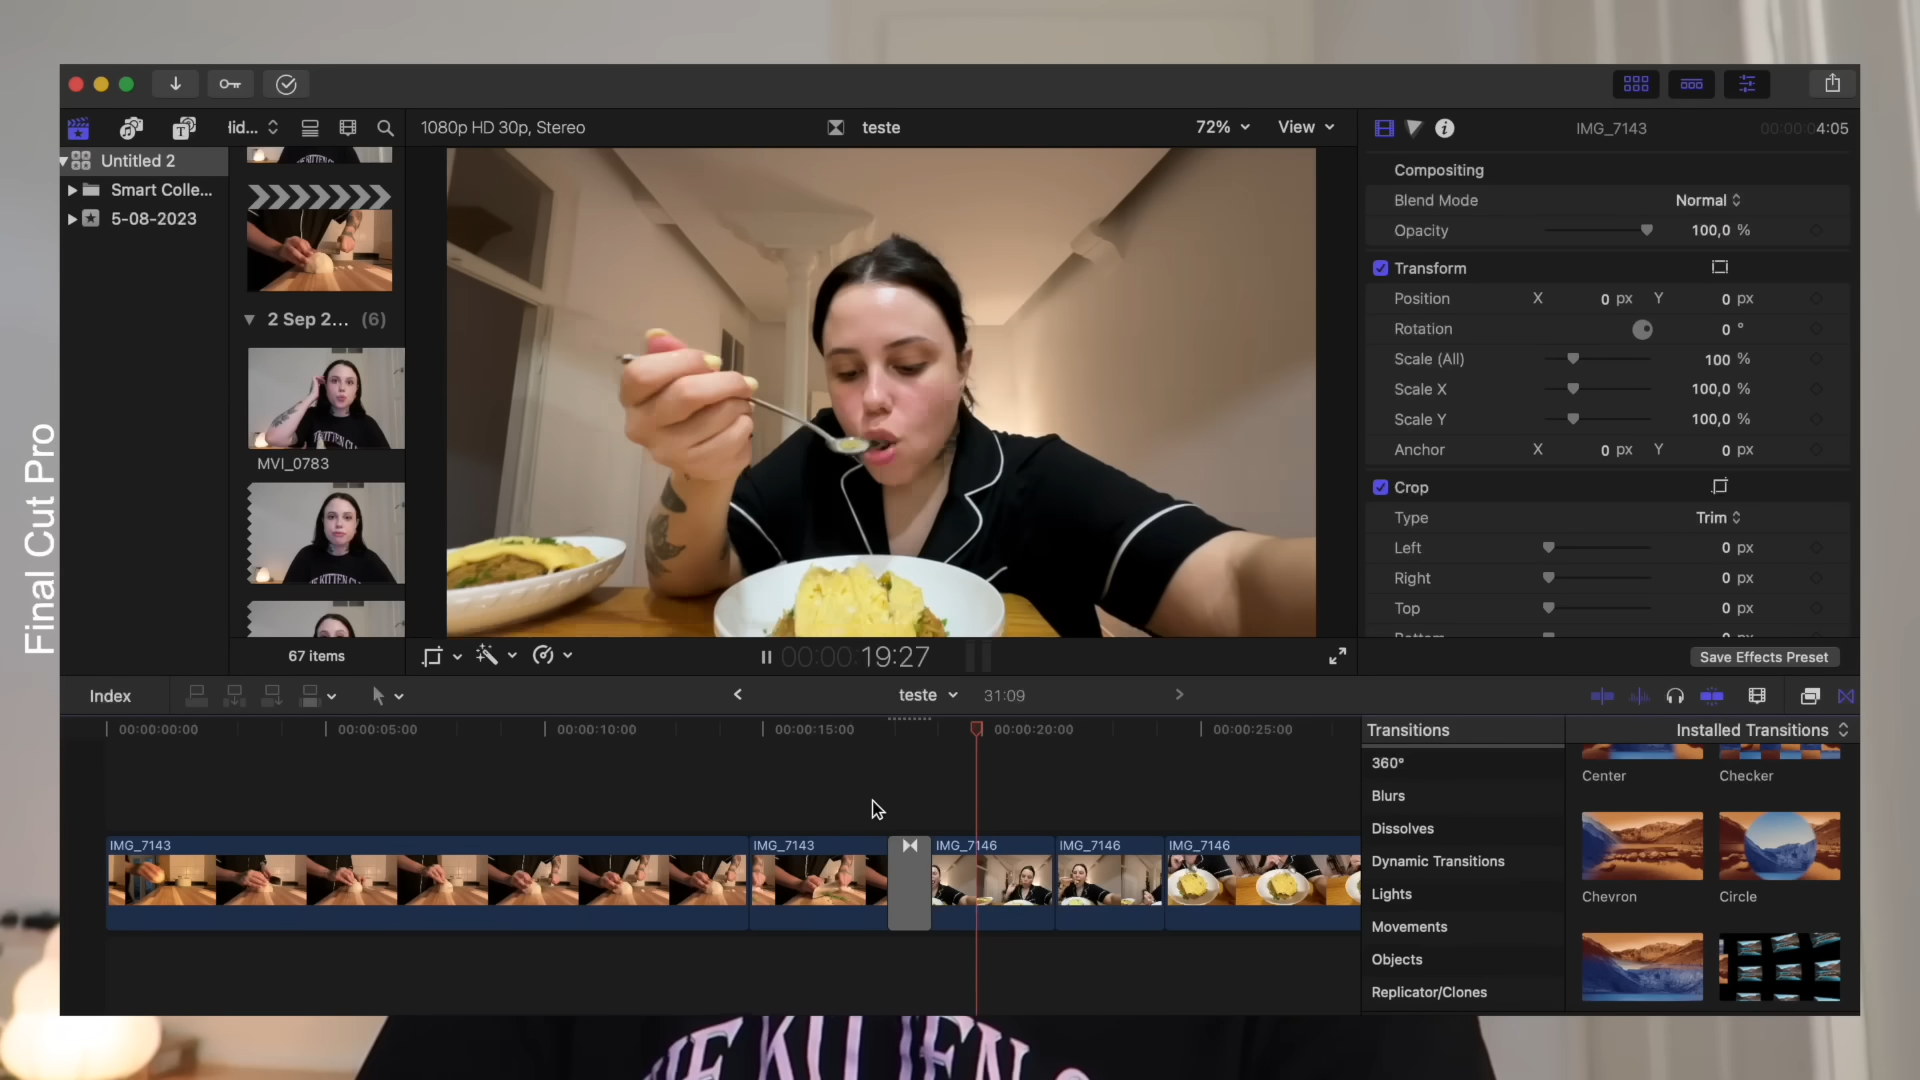 Final Cut Pro
Hid...
1080p HD 30p, Stereo
teste
72%
View
IMG_7143
00:00:04:05
Untitled 2
Smart Colle...
5-08-2023
2 Sep 2... (6)
MVI_0783
67 items
Compositing
Blend Mode
Normal
Opacity
100,0 %
Transform
Position
X 0 px Y 0 px
Rotation
0 °
Scale (All)
100 %
Scale X
100,0 %
Scale Y
100,0 %
Anchor
X 0 px Y 0 px
Crop
Type
Trim
Left
0 px
Right
0 px
Top
0 px
00:00:19:27
Save Effects Preset
Index
teste
31:09
00:00:00:00
00:00:05:00
00:00:10:00
00:00:15:00
00:00:20:00
00:00:25:00
IMG_7143
IMG_7143
IMG_7146
IMG_7146
IMG_7146
Transitions
Installed Transitions
360°
Blurs
Dissolves
Dynamic Transitions
Lights
Movements
Objects
Replicator/Clones
Center
Checker
Chevron
Circle
KITTEN